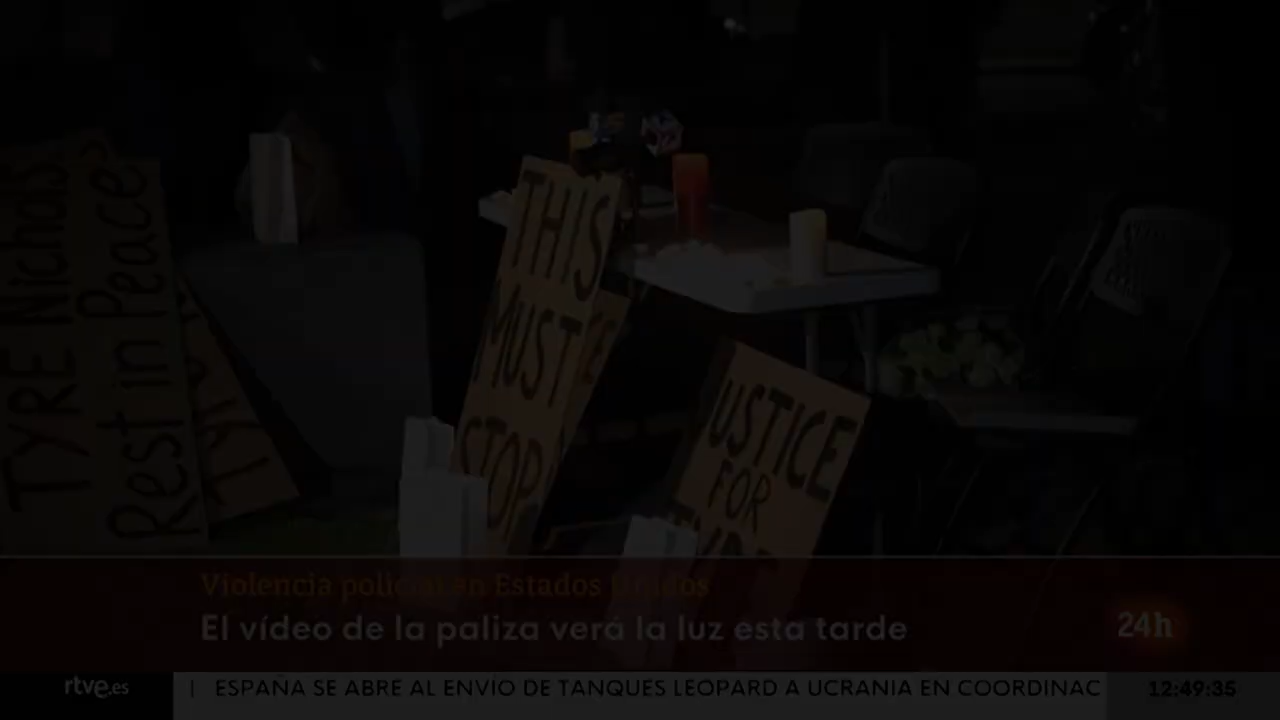 TYRE Nichols
Rest in Peace
THIS
MUST
STOP!
JUSTICE
FOR
Violencia policial en Estados Unidos
El vídeo de la paliza verá la luz esta tarde
24h
rtve.es
ESPAÑA SE ABRE AL ENVÍO DE TANQUES LEOPARD A UCRANIA EN COORDINAC
12:49:35